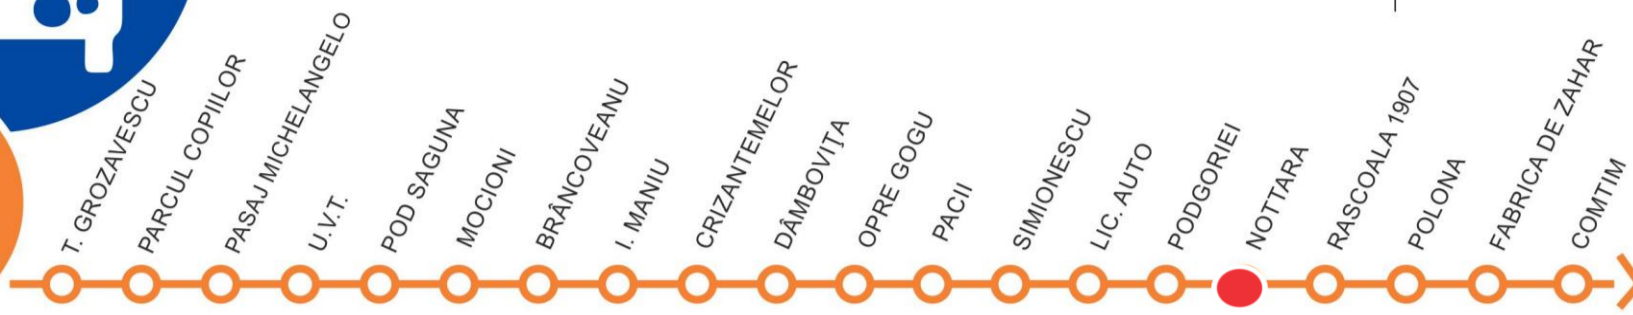 T. GROZAVESCU
PARCUL COPIILOR
PASAJ MICHELANGELO
U.V.T.
POD SAGUNA
MOCIONI
BRÂNCOVEANU
I. MANIU
CRIZANTEMELOR
DÂMBOVIŢA
OPRE GOGU
PACII
SIMIONESCU
LIC. AUTO
PODGORIEI
NOTTARA
RASCOALA 1907
POLONA
FABRICA DE ZAHAR
COMTIM